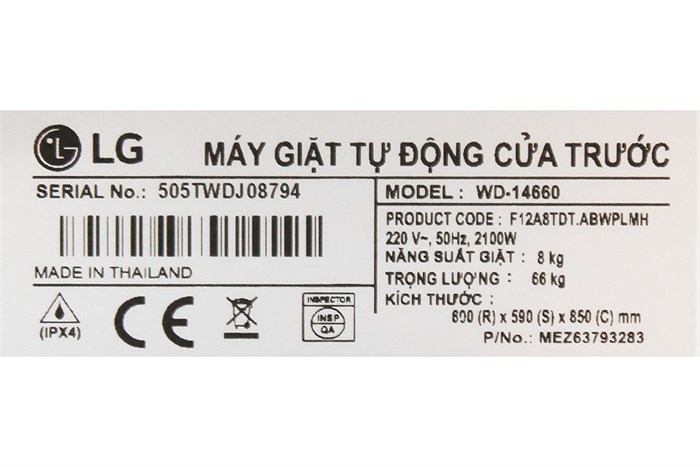 LG
MÁY GIẶT TỰ ĐỘNG CỬA TRƯỚC
SERIAL No.: 505TWDJ08794
MADE IN THAILAND
(IPX4)
CE
INSPECTOR
INSP
QA
MODEL : WD-14660
PRODUCT CODE : F12A8TDT.ABWPLMH
220 V~, 50Hz, 2100W
NĂNG SUẤT GIẶT : 8 kg
TRỌNG LƯỢNG : 66 kg
KÍCH THƯỚC :
600 (R) x 590 (S) x 850 (C) mm
P/No.: MEZ63793283